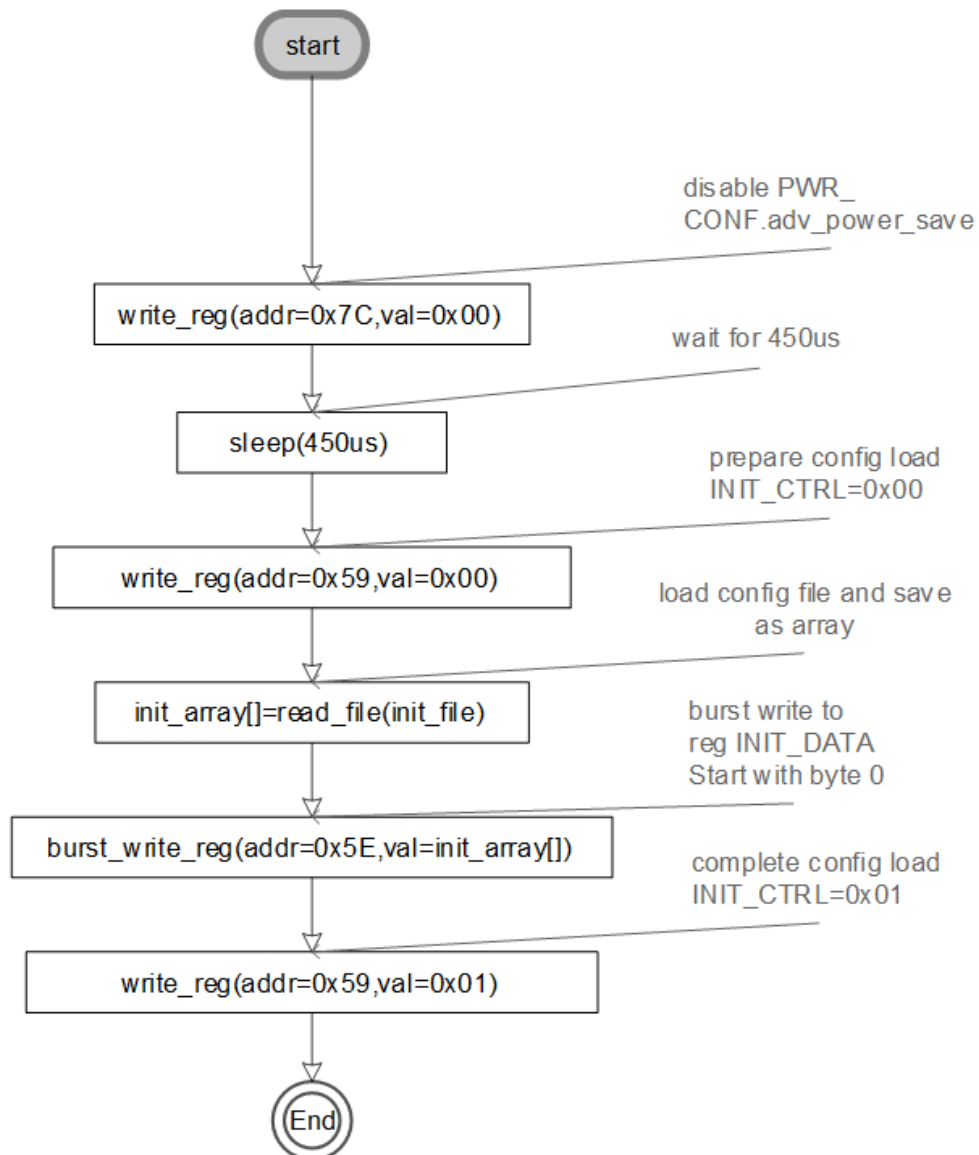 start
disable PWR_
CONF.adv_power_save
write_reg(addr=0x7C,val=0x00)
wait for 450us
sleep(450us)
prepare config load
INIT_CTRL=0x00
write_reg(addr=0x59,val=0x00)
load config file and save
as array
init_array[]=read_file(init_file)
burst write to
reg INIT_DATA
Start with byte 0
burst_write_reg(addr=0x5E,val=init_array[])
complete config load
INIT_CTRL=0x01
write_reg(addr=0x59,val=0x01)
End